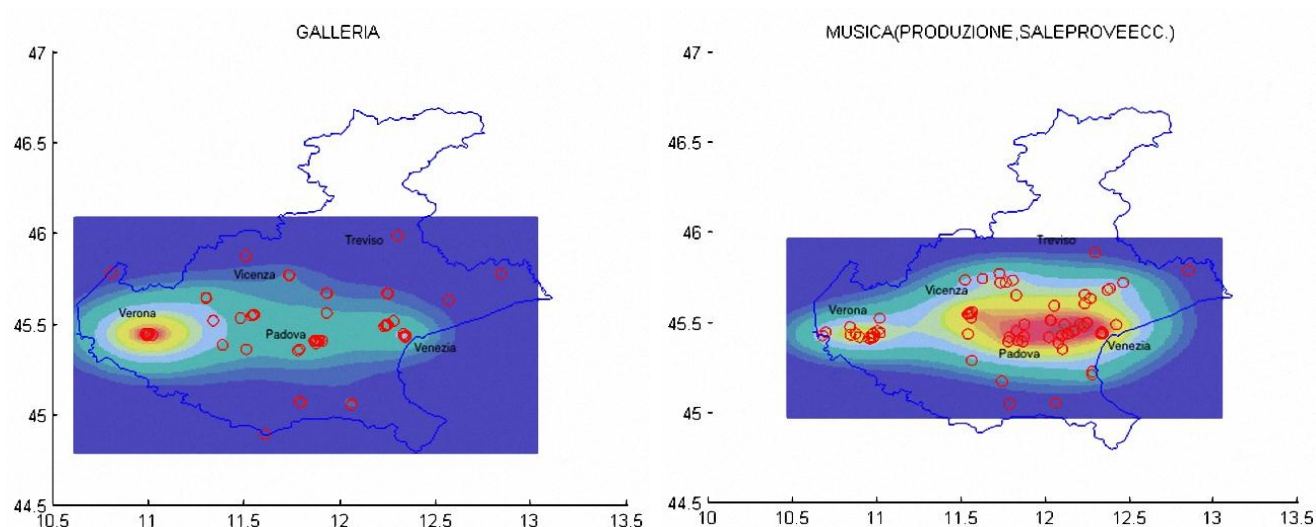 GALLERIA
47
46.5
46
45.5
45
44.5
10.5 11 11.5 12 12.5 13 13.5
Treviso
Vicenza
Verona
Padova
Venezia
MUSICA(PRODUZIONE,SALEPROVEECC.)
47
46.5
46
45.5
45
44.5
10 10.5 11 11.5 12 12.5 13 13.5
Treviso
Vicenza
Verona
Padova
Venezia